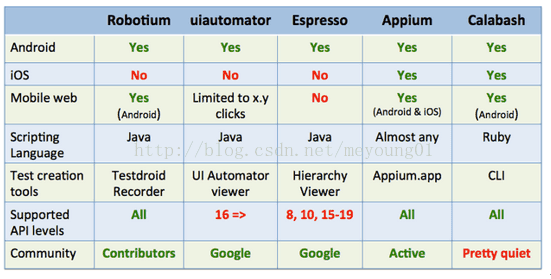 Robotium uiautomator Espresso Appium Calabash
Android Yes Yes Yes Yes Yes
iOS No No No Yes Yes
Mobile web Yes (Android) Limited to x.y clicks No Yes (Android & iOS) Yes (Android)
Scripting Language Java Java Java Almost any Ruby
http://blog.csdn.net/meyoung01
Test creation tools Testdroid Recorder UI Automator viewer Hierarchy Viewer Appium.app CLI
Supported API levels All 16 => 8, 10, 15-19 All All
Community Contributors Google Google Active Pretty quiet